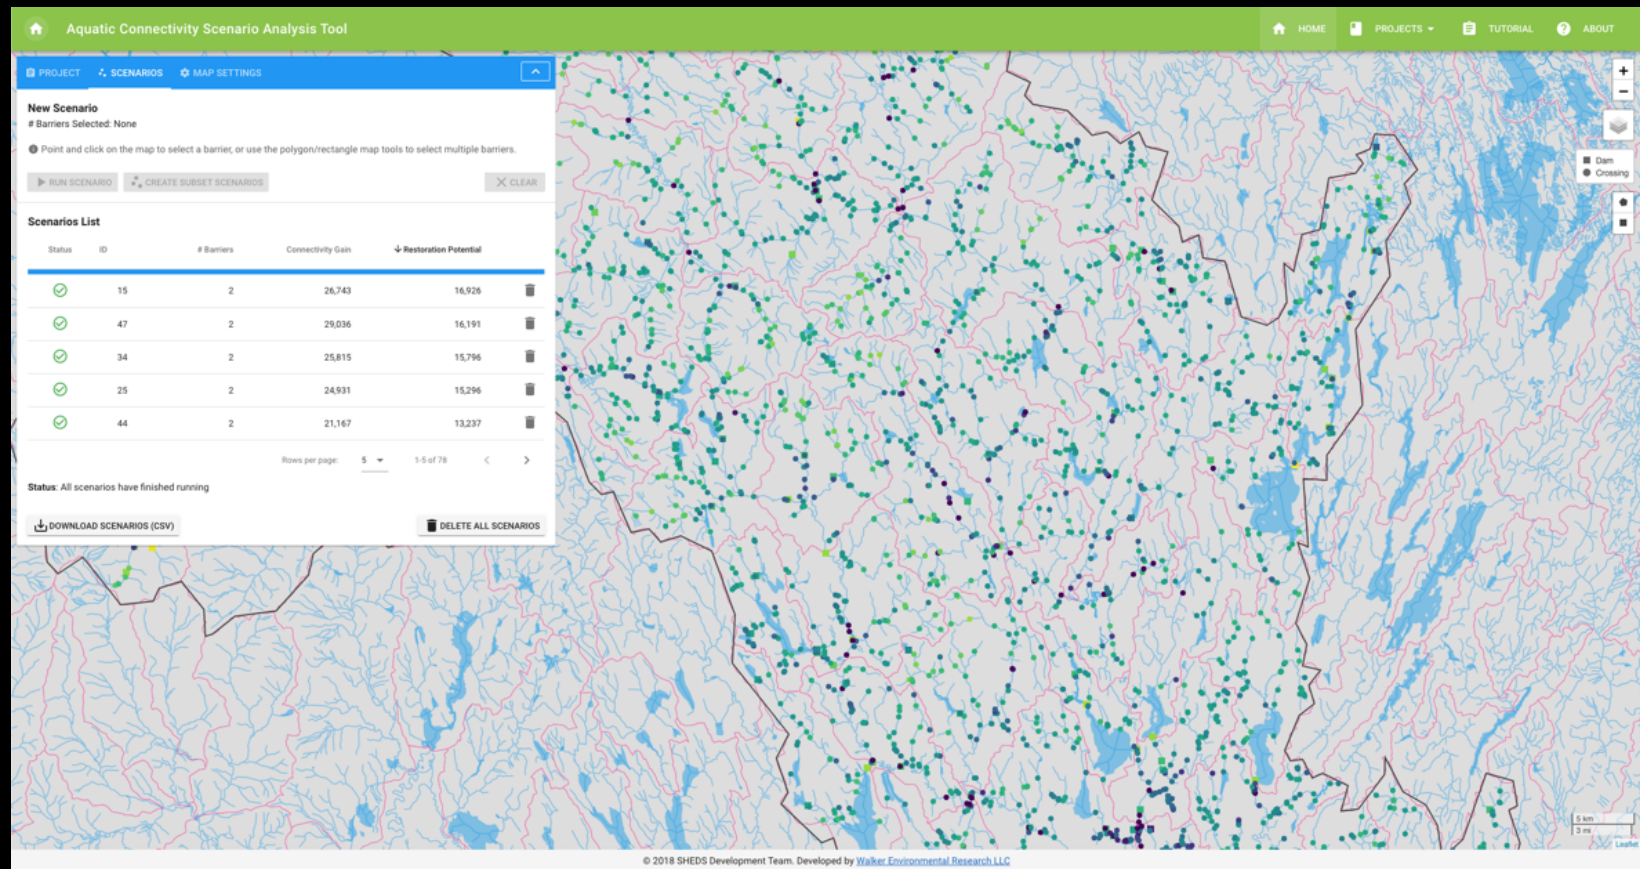 Aquatic Connectivity Scenario Analysis Tool
HOME
PROJECTS
TUTORIAL
ABOUT
PROJECT
SCENARIOS
MAP SETTINGS
New Scenario
# Barriers Selected: None
Point and click on the map to select a barrier, or use the polygon/rectangle map tools to select multiple barriers.
RUN SCENARIO
CREATE SUBSET SCENARIOS
CLEAR
Scenarios List
Status ID # Barriers Connectivity Gain Restoration Potential
15 2 26,743 16,926
47 2 29,036 16,191
34 2 25,815 15,796
25 2 24,931 15,296
44 2 21,167 13,237
Rows per page: 5 1-5 of 78
Status: All scenarios have finished running
DOWNLOAD SCENARIOS (CSV)
DELETE ALL SCENARIOS
+
−
Dam
Crossing
5 km
3 mi
Leaflet
© 2018 SHEDS Development Team. Developed by Walker Environmental Research LLC